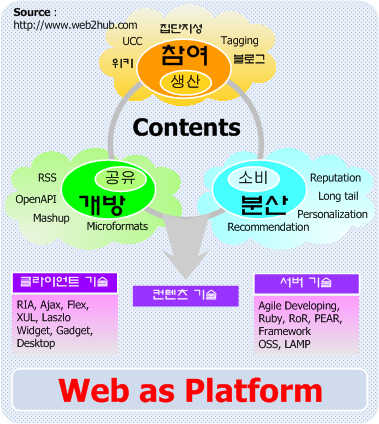 Source :
http://www.web2hub.com
집단지성
UCC
Tagging
위키
참여
블로그
생산
Contents
RSS
공유
OpenAPI
개방
Mashup
Microformats
소비
Reputation
분산
Long tail
Personalization
Recommendation
클라이언트 기술
컨텐츠 기술
서버 기술
RIA, Ajax, Flex,
XUL, Laszlo
Widget, Gadget,
Desktop
Agile Developing,
Ruby, RoR, PEAR,
Framework
OSS, LAMP
Web as Platform